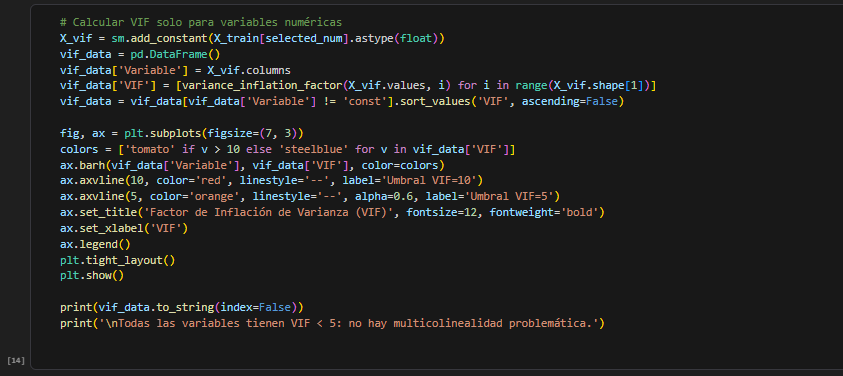 # Calcular VIF solo para variables numéricas
X_vif = sm.add_constant(X_train[selected_num].astype(float))
vif_data = pd.DataFrame()
vif_data['Variable'] = X_vif.columns
vif_data['VIF'] = [variance_inflation_factor(X_vif.values, i) for i in range(X_vif.shape[1])]
vif_data = vif_data[vif_data['Variable'] != 'const'].sort_values('VIF', ascending=False)

fig, ax = plt.subplots(figsize=(7, 3))
colors = ['tomato' if v > 10 else 'steelblue' for v in vif_data['VIF']]
ax.barh(vif_data['Variable'], vif_data['VIF'], color=colors)
ax.axvline(10, color='red', linestyle='--', label='Umbral VIF=10')
ax.axvline(5, color='orange', linestyle='--', alpha=0.6, label='Umbral VIF=5')
ax.set_title('Factor de Inflación de Varianza (VIF)', fontsize=12, fontweight='bold')
ax.set_xlabel('VIF')
ax.legend()
plt.tight_layout()
plt.show()

print(vif_data.to_string(index=False))
print('\nTodas las variables tienen VIF < 5: no hay multicolinealidad problemática.')
[14]